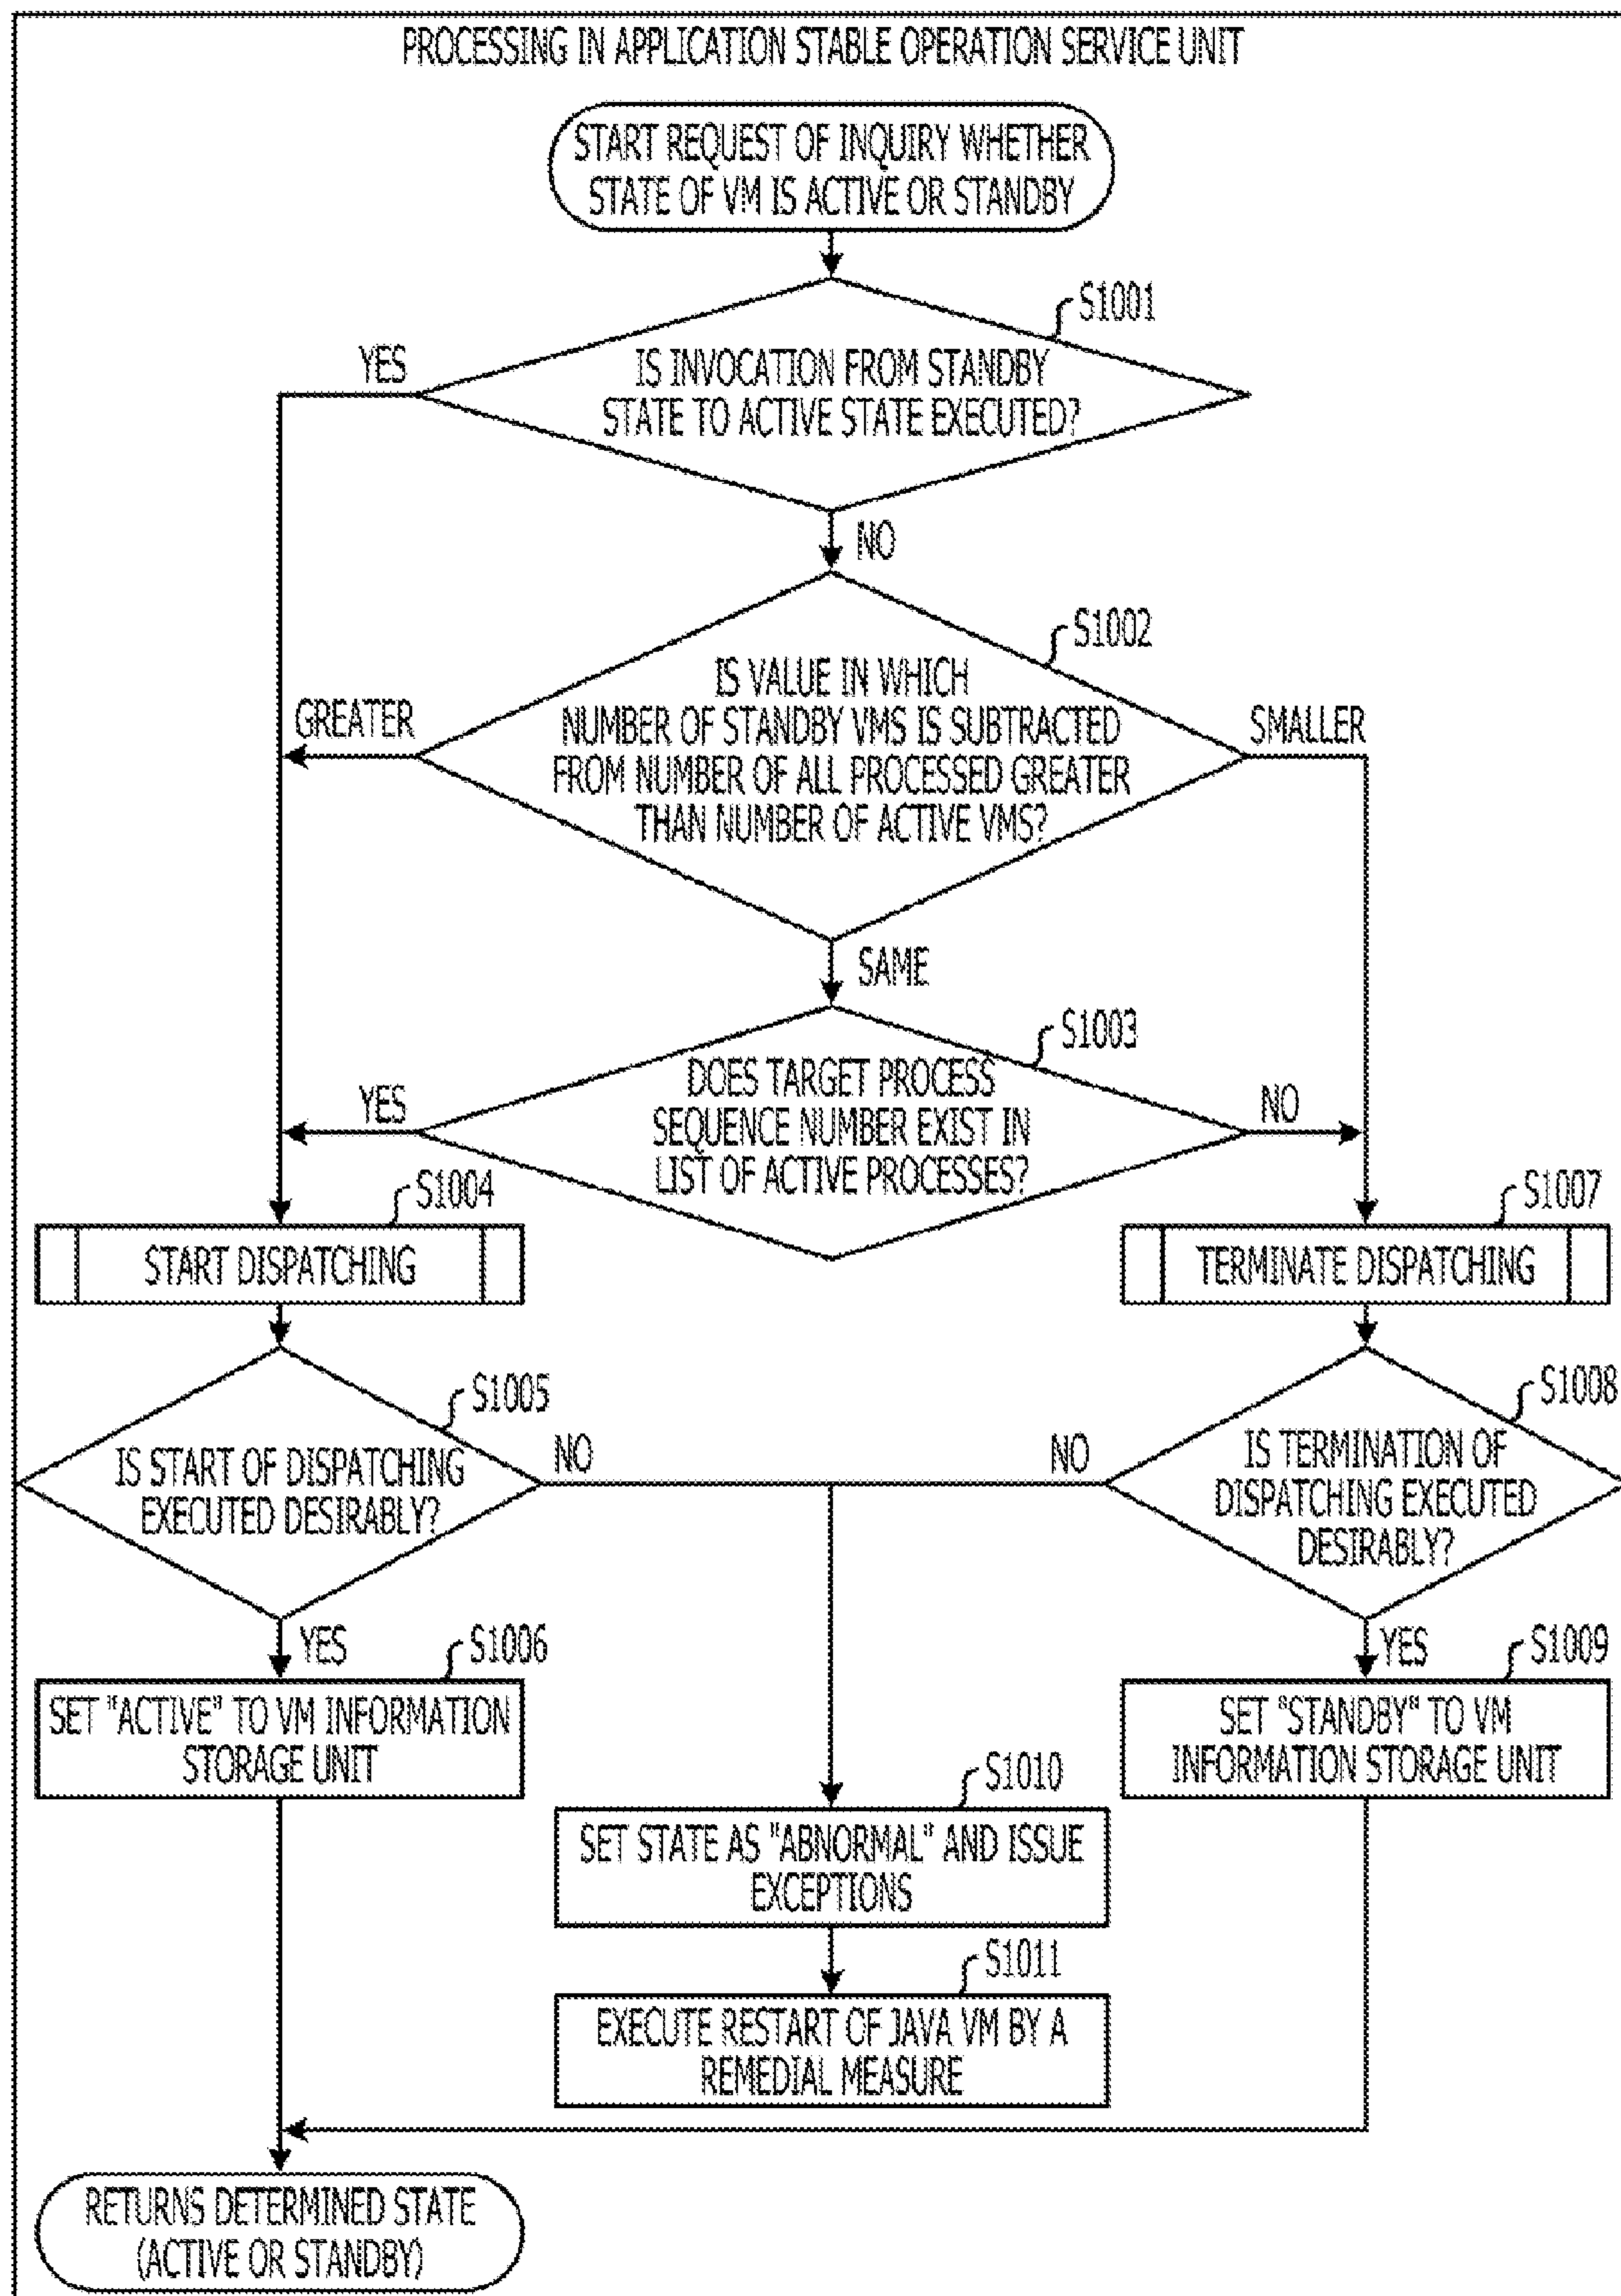 PROCESSING IN APPLICATION STABLE OPERATION SERVICE UNIT
START REQUEST OF INQUIRY WHETHER
STATE OF VM IS ACTIVE OR STANDBY
S1001
YES
IS INVOCATION FROM STANDBY
STATE TO ACTIVE STATE EXECUTED?
NO
S1002
IS VALUE IN WHICH
NUMBER OF STANDBY VMS IS SUBTRACTED
FROM NUMBER OF ALL PROCESSED GREATER
THAN NUMBER OF ACTIVE VMS?
GREATER
SMALLER
SAME
S1003
DOES TARGET PROCESS
SEQUENCE NUMBER EXIST IN
LIST OF ACTIVE PROCESSES?
YES
NO
S1004
START DISPATCHING
S1007
TERMINATE DISPATCHING
S1005
IS START OF DISPATCHING
EXECUTED DESIRABLY?
NO
S1008
NO
IS TERMINATION OF
DISPATCHING EXECUTED
DESIRABLY?
YES
S1006
SET "ACTIVE" TO VM INFORMATION
STORAGE UNIT
YES
S1009
SET "STANDBY" TO VM
INFORMATION STORAGE UNIT
S1010
SET STATE AS "ABNORMAL" AND ISSUE
EXCEPTIONS
S1011
EXECUTE RESTART OF JAVA VM BY A
REMEDIAL MEASURE
RETURNS DETERMINED STATE
(ACTIVE OR STANDBY)